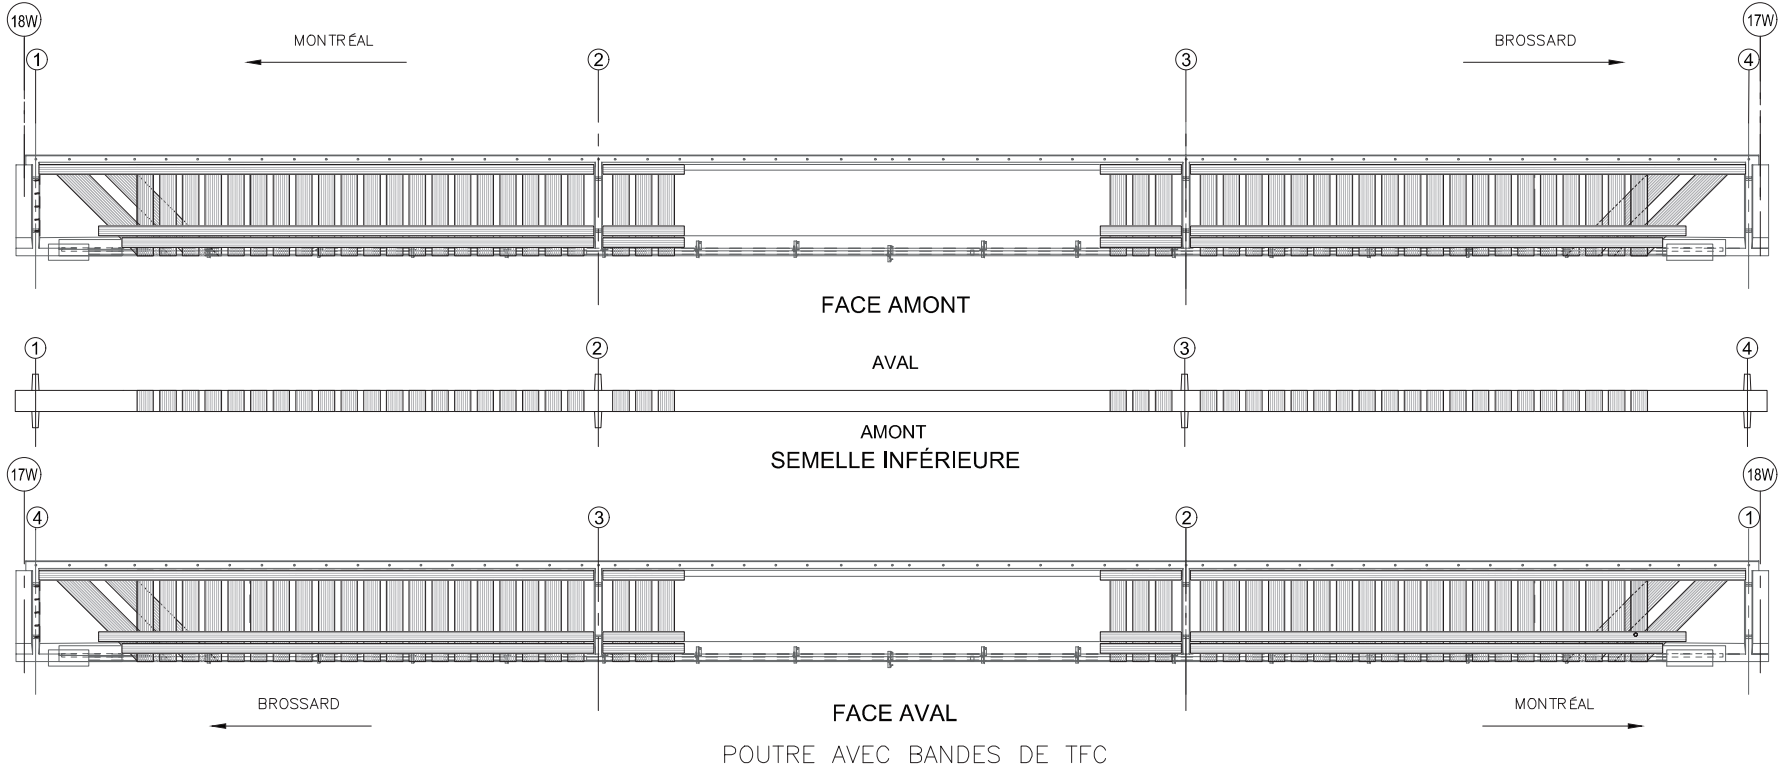 18W 17W
MONTRÉAL BROSSARD
1 2 3 4
FACE AMONT
1 2 3 4
AVAL
AMONT
SEMELLE INFÉRIEURE
17W 18W
4 3 2 1
BROSSARD MONTRÉAL
FACE AVAL
POUTRE AVEC BANDES DE TFC